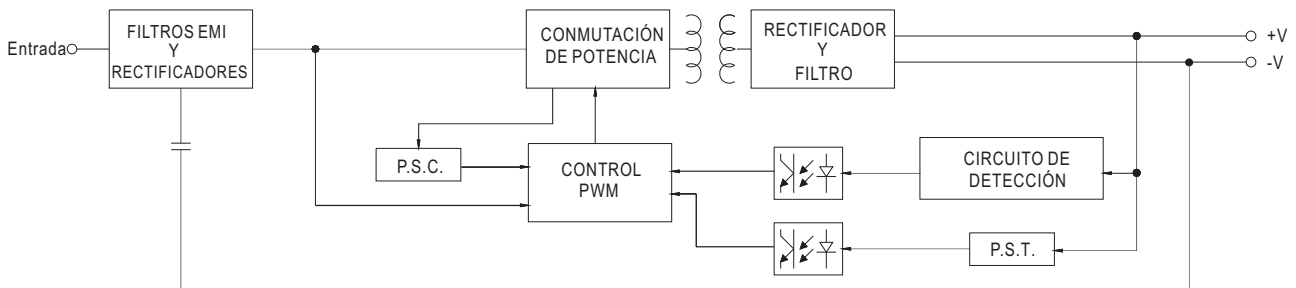 Entrada
FILTROS EMI
Y
RECTIFICADORES
CONMUTACIÓN
DE POTENCIA
RECTIFICADOR
Y
FILTRO
+V
-V
P.S.C.
CONTROL
PWM
CIRCUITO DE
DETECCIÓN
P.S.T.